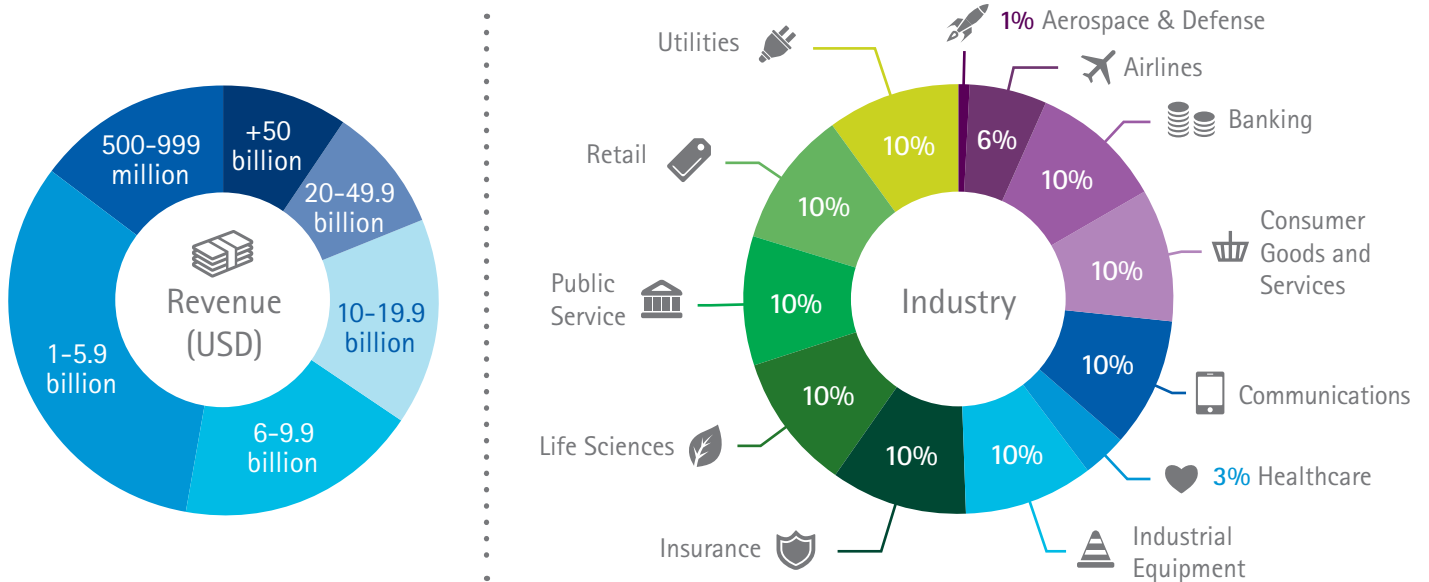 +50
billion
20-49.9
billion
10-19.9
billion
6-9.9
billion
1-5.9
billion
500-999
million
Revenue
(USD)
1% Aerospace & Defense
6%
Airlines
10%
Banking
10%
Consumer
Goods and
Services
10%
Communications
3% Healthcare
10%
Industrial
Equipment
10%
Insurance
10%
Life Sciences
10%
Public
Service
10%
Retail
10%
Utilities
Industry